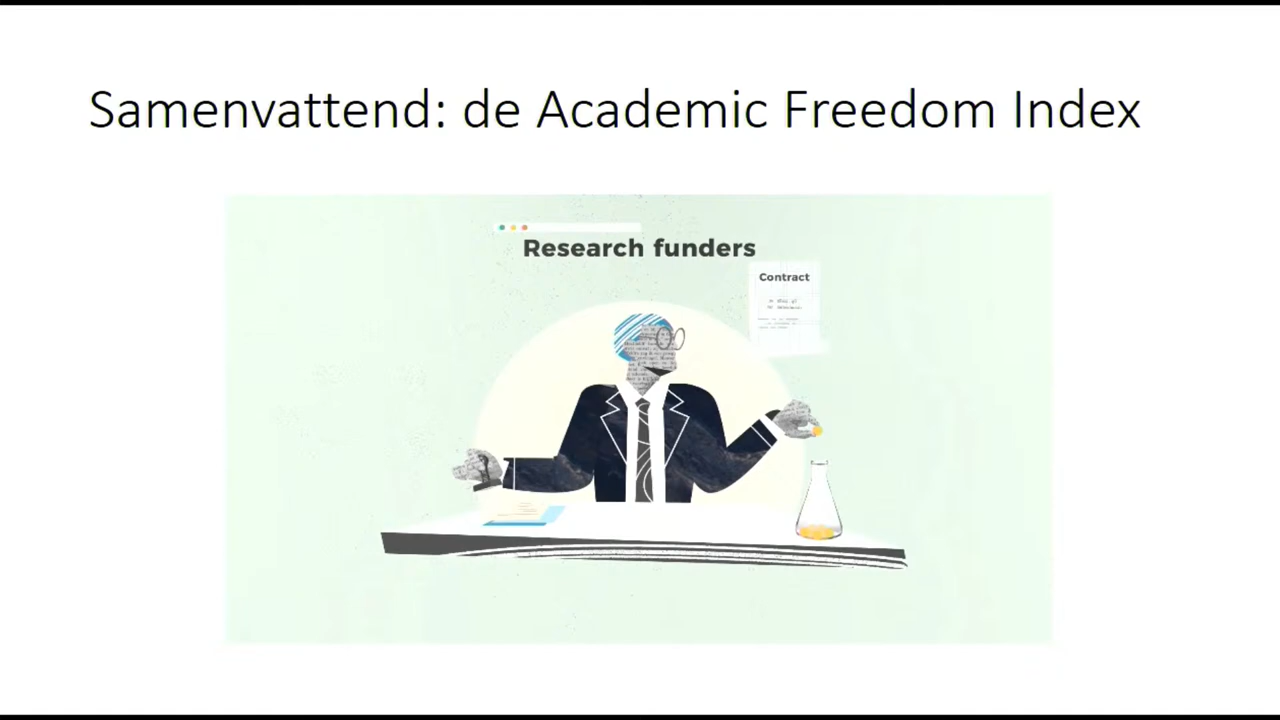 Samenvattend: de Academic Freedom Index
Research funders
Contract